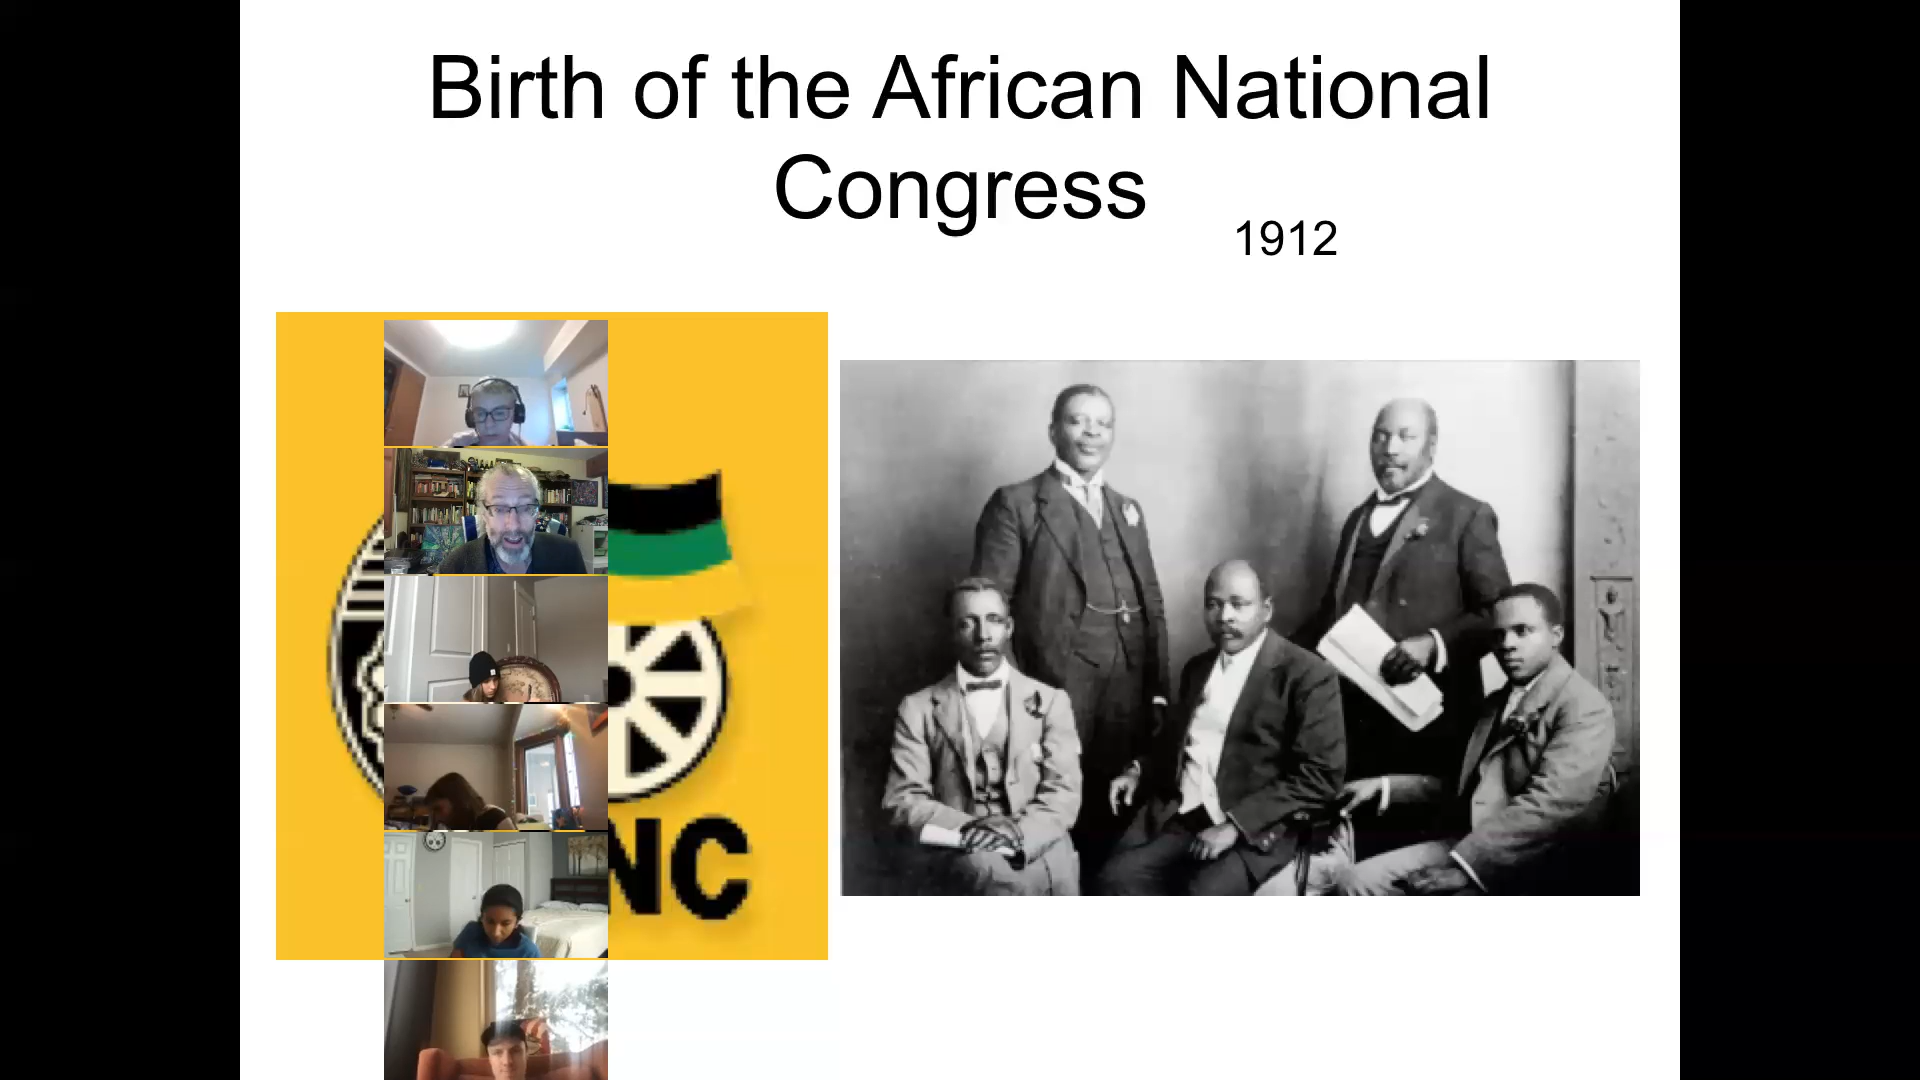 Birth of the African National
Congress
1912
NC